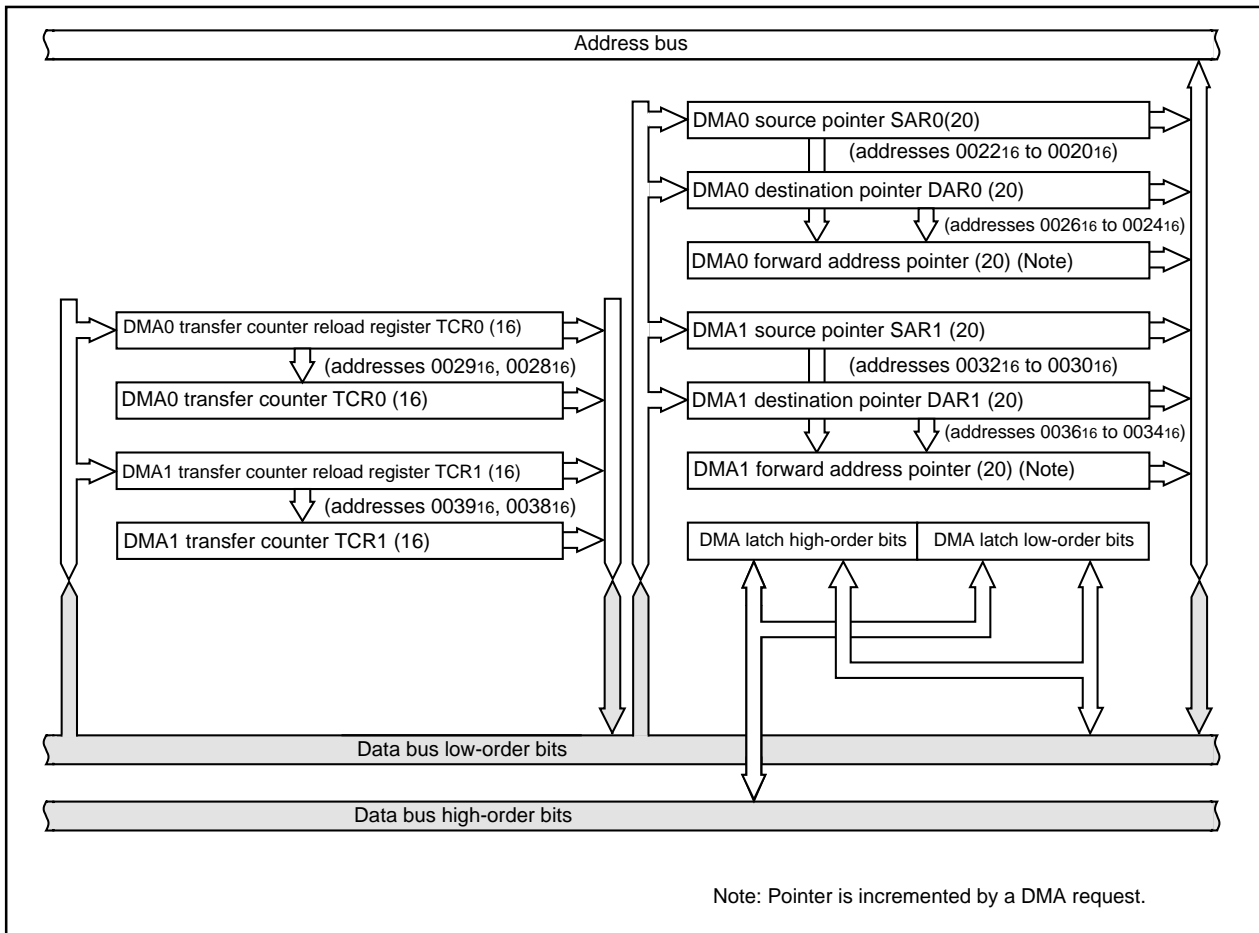 Address bus
DMA0 source pointer SAR0(20)
(addresses 002216 to 002016)
DMA0 destination pointer DAR0 (20)
(addresses 002616 to 002416)
DMA0 forward address pointer (20) (Note)
DMA0 transfer counter reload register TCR0 (16)
(addresses 002916, 002816)
DMA0 transfer counter TCR0 (16)
DMA1 transfer counter reload register TCR1 (16)
(addresses 003916, 003816)
DMA1 transfer counter TCR1 (16)
DMA1 source pointer SAR1 (20)
(addresses 003216 to 003016)
DMA1 destination pointer DAR1 (20)
(addresses 003616 to 003416)
DMA1 forward address pointer (20) (Note)
DMA latch high-order bits
DMA latch low-order bits
Data bus low-order bits
Data bus high-order bits
Note: Pointer is incremented by a DMA request.